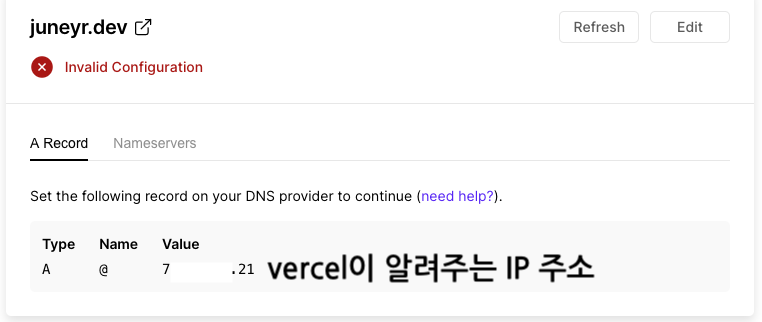 juneyr.dev
Refresh
Edit
Invalid Configuration
A Record
Nameservers
Set the following record on your DNS provider to continue (need help?).
Type Name Value
A @ 7 .21 vercel이 알려주는 IP 주소